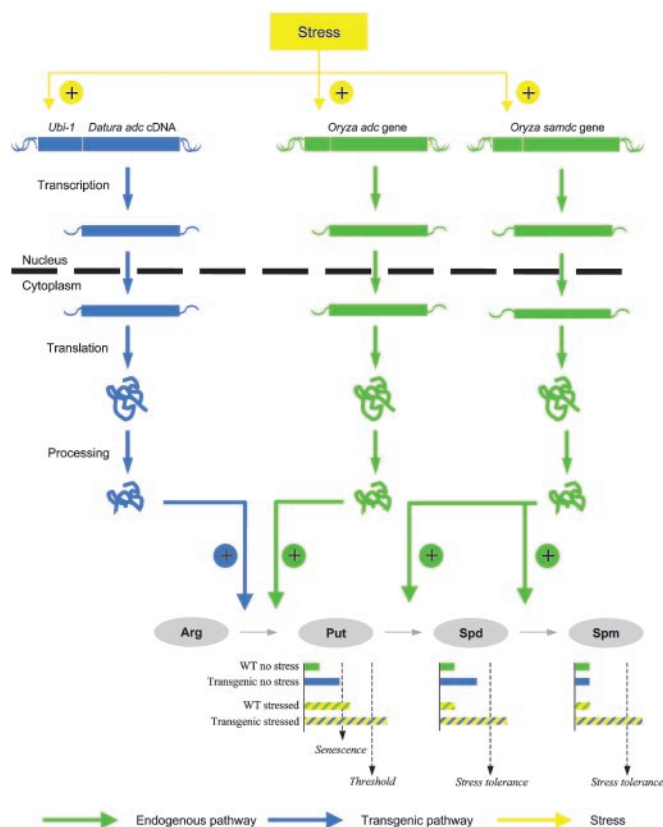 Stress
+ + +
Ubi-1 Datura adc cDNA Oryza adc gene Oryza samdc gene
Transcription
Nucleus
Cytoplasm
Translation
Processing
+ + + +
Arg Put Spd Spm
WT no stress
Transgenic no stress
WT stressed
Transgenic stressed
Senescence
Threshold Stress tolerance Stress tolerance
Endogenous pathway Transgenic pathway Stress